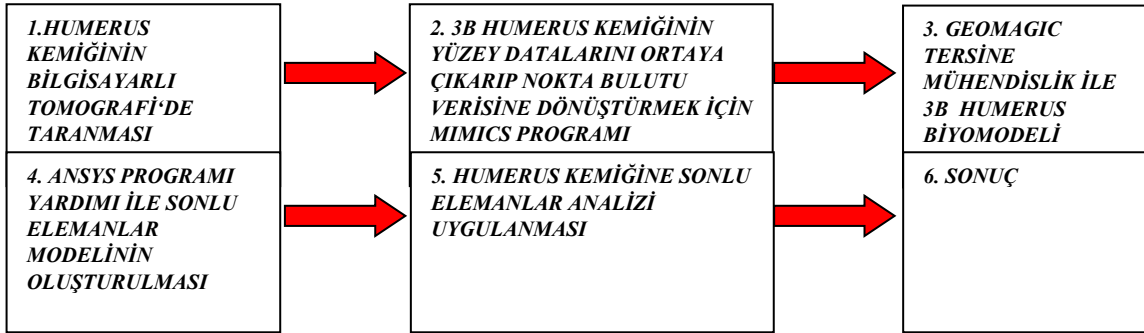 1.HUMERUS
KEMİĞİNİN
BİLGİSAYARLI
TOMOGRAFİ‘DE
TARANMASI
2. 3B HUMERUS KEMİĞİNİN
YÜZEY DATALARINI ORTAYA
ÇIKARIP NOKTA BULUTU
VERİSİNE DÖNÜŞTÜRMEK İÇİN
MIMICS PROGRAMI
3. GEOMAGIC
TERSİNE
MÜHENDİSLİK İLE
3B HUMERUS
BİYOMODELİ
4. ANSYS PROGRAMI
YARDIMI İLE SONLU
ELEMANLAR
MODELİNİN
OLUŞTURULMASI
5. HUMERUS KEMİĞİNE SONLU
ELEMANLAR ANALİZİ
UYGULANMASI
6. SONUÇ